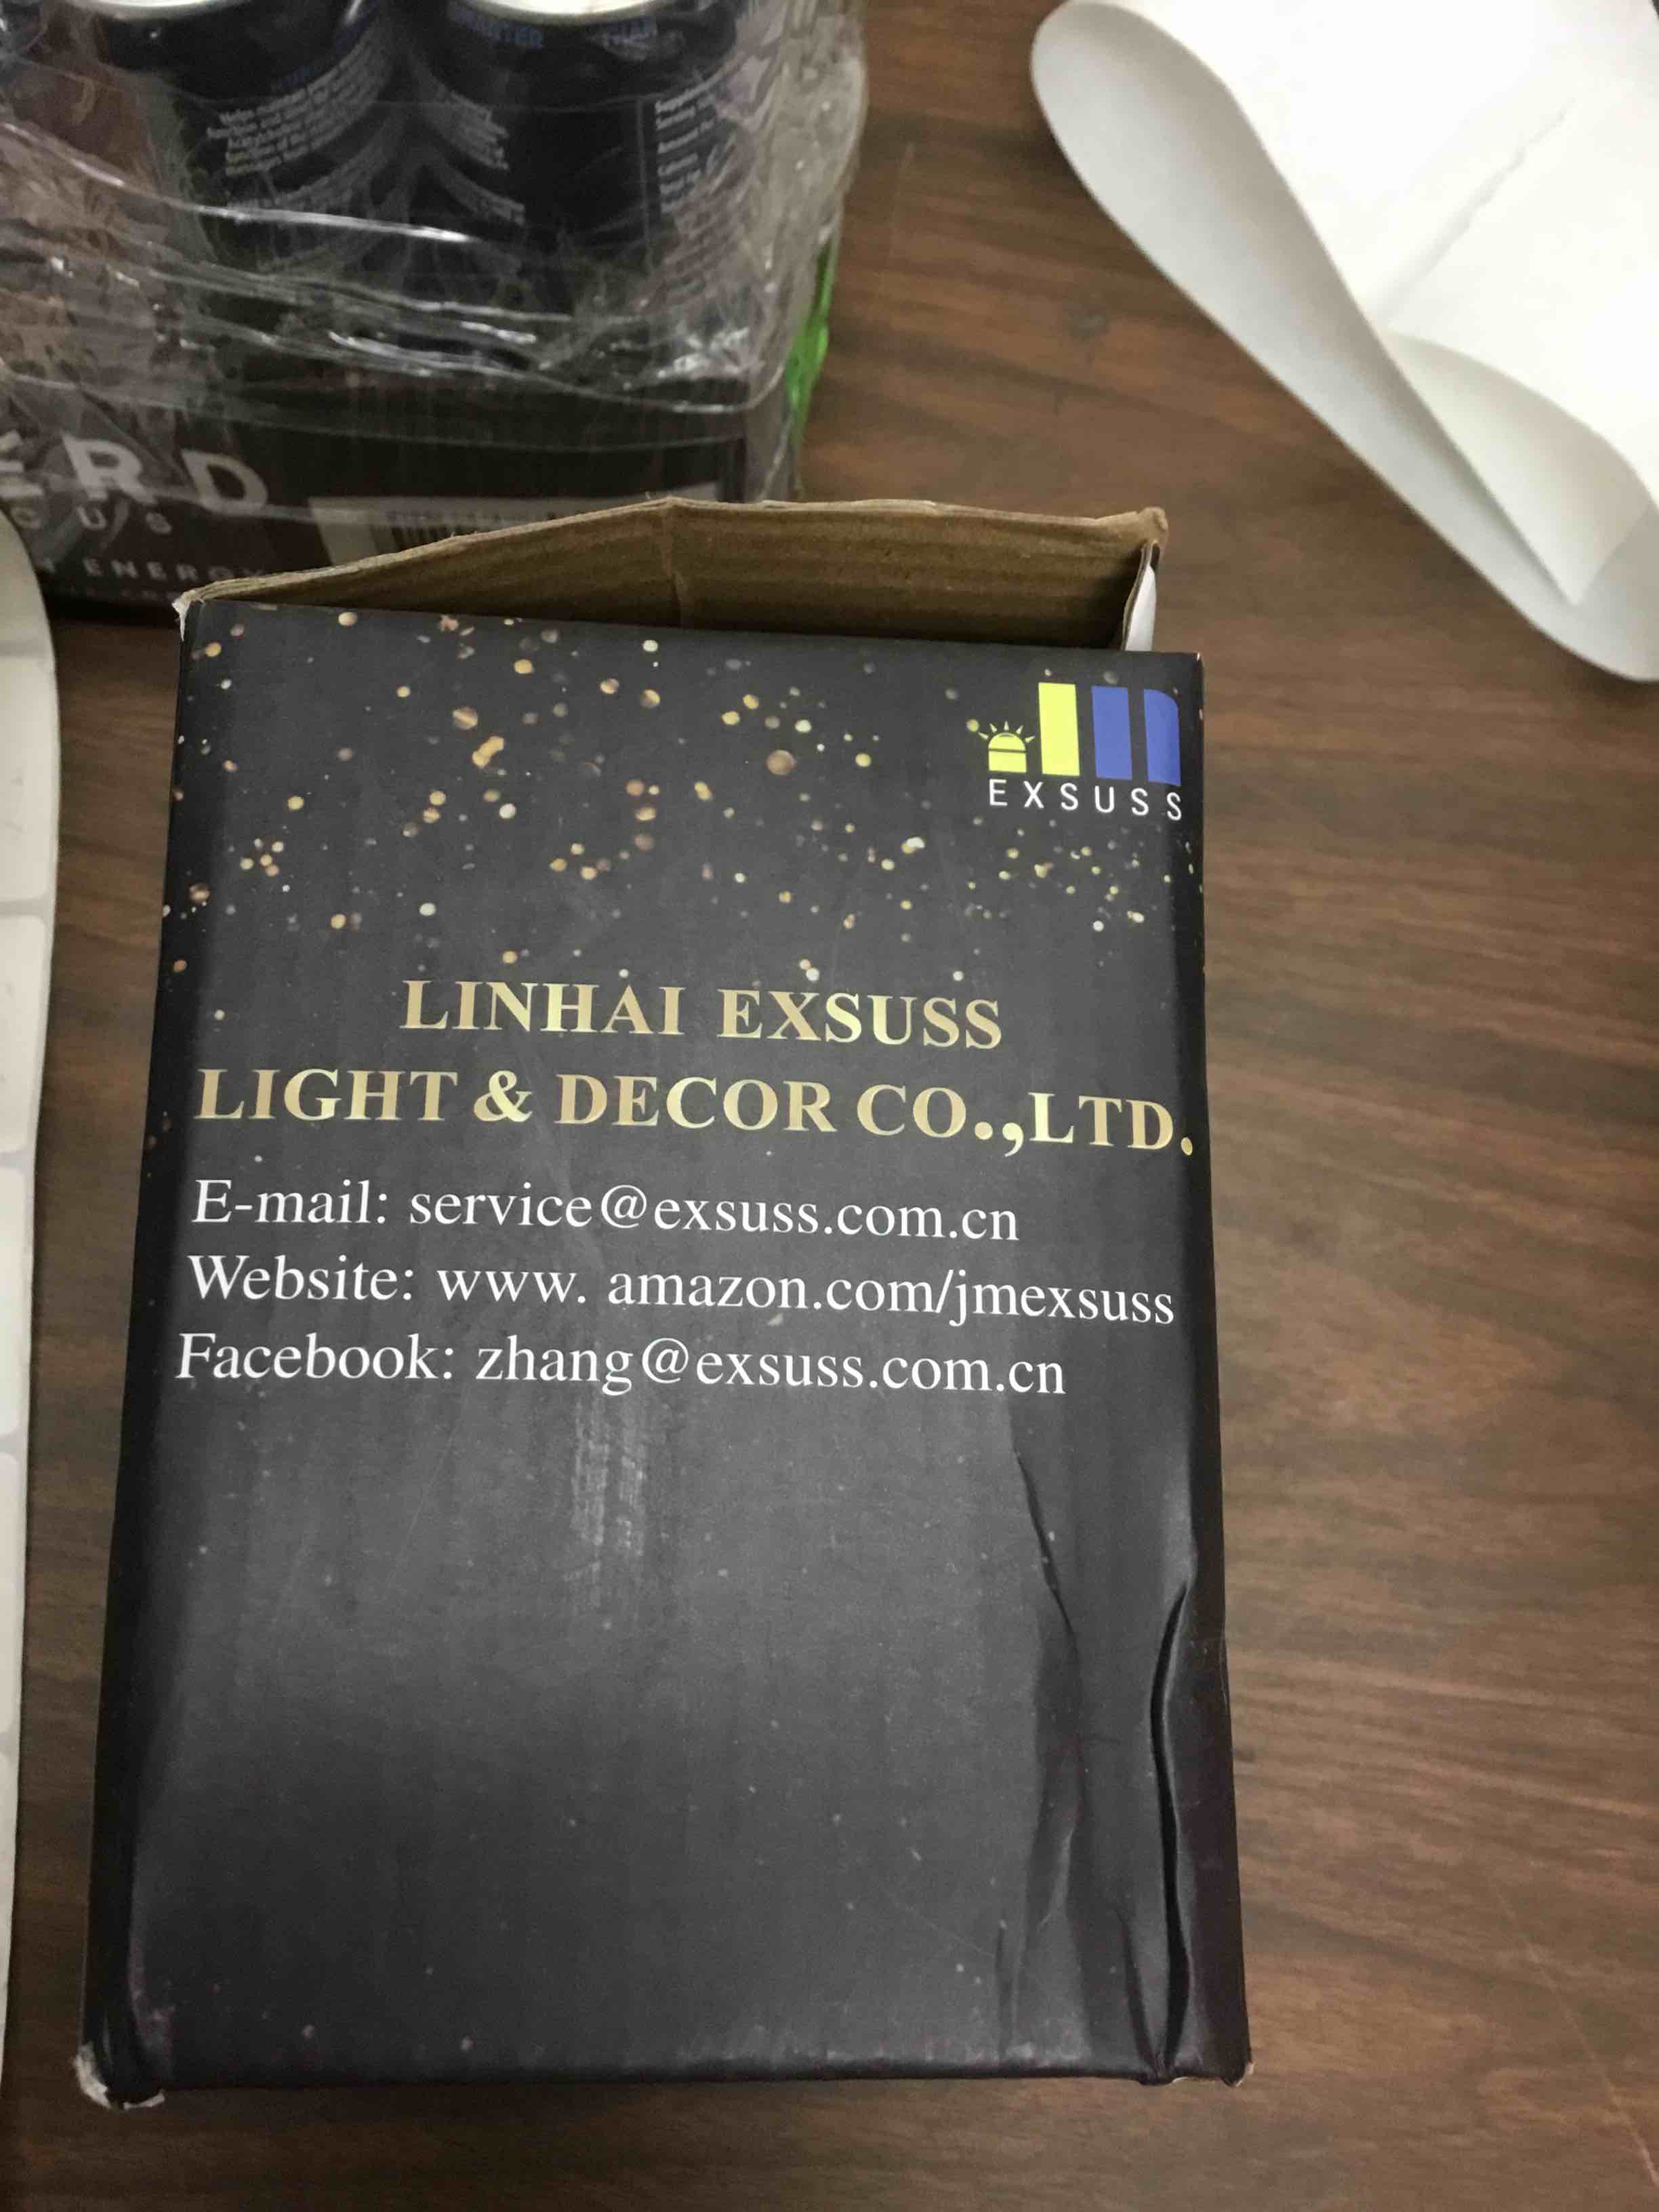 ERD
CUS
ENERGY
EXSUSS
LINHAI EXSUSS
LIGHT & DECOR CO.,LTD.
E-mail: service@exsuss.com.cn
Website: www. amazon.com/jmexsuss
Facebook: zhang@exsuss.com.cn